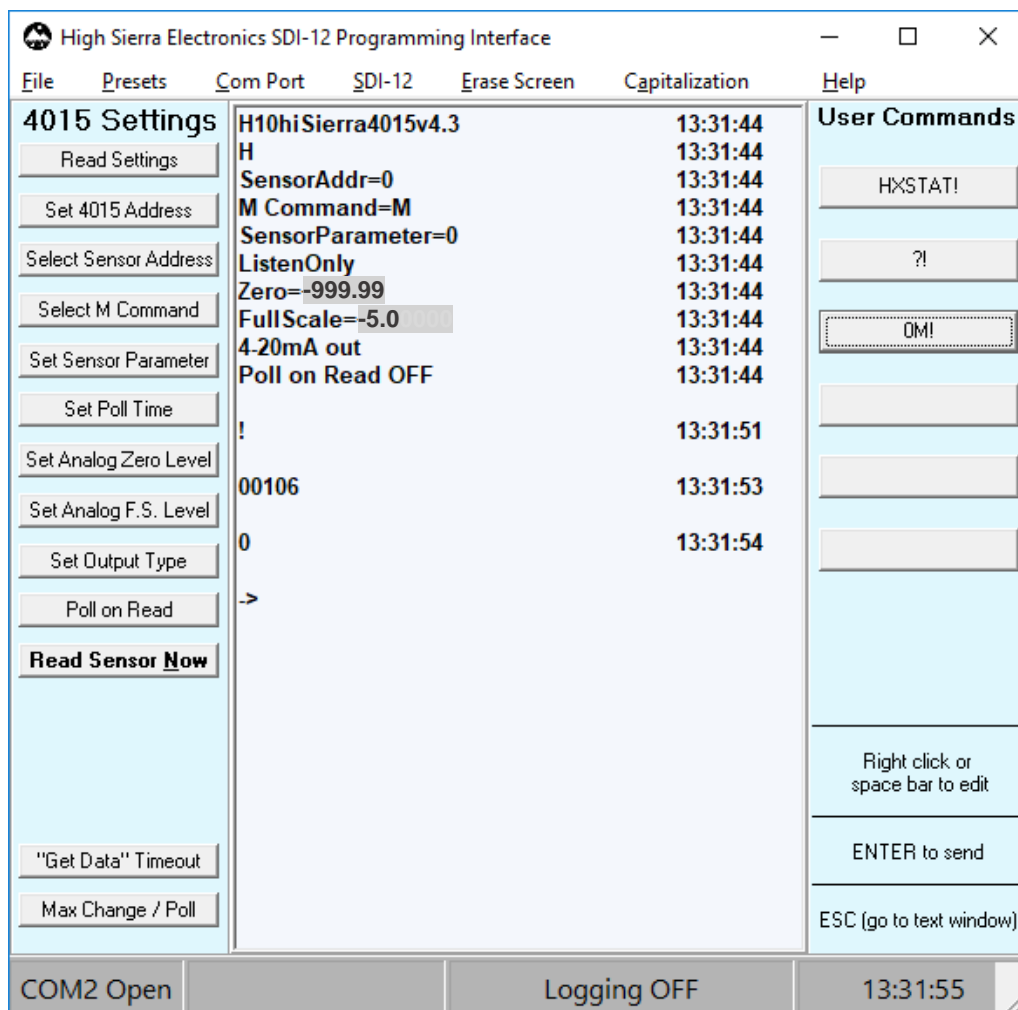 High Sierra Electronics SDI-12 Programming Interface
File Presets Com Port SDI-12 Erase Screen Capitalization Help
4015 Settings
Read Settings
Set 4015 Address
Select Sensor Address
Select M Command
Set Sensor Parameter
Set Poll Time
Set Analog Zero Level
Set Analog F.S. Level
Set Output Type
Poll on Read
Read Sensor Now
"Get Data" Timeout
Max Change / Poll
H10hiSierra4015v4.3 13:31:44
H 13:31:44
SensorAddr=0 13:31:44
M Command=M 13:31:44
SensorParameter=0 13:31:44
ListenOnly 13:31:44
Zero=-999.99 13:31:44
FullScale=-5.00000 13:31:44
4-20mA out 13:31:44
Poll on Read OFF 13:31:44
! 13:31:51
00106 13:31:53
0 13:31:54
->
User Commands
HXSTAT!
?!
0M!
Right click or
space bar to edit
ENTER to send
ESC (go to text window)
COM2 Open Logging OFF 13:31:55